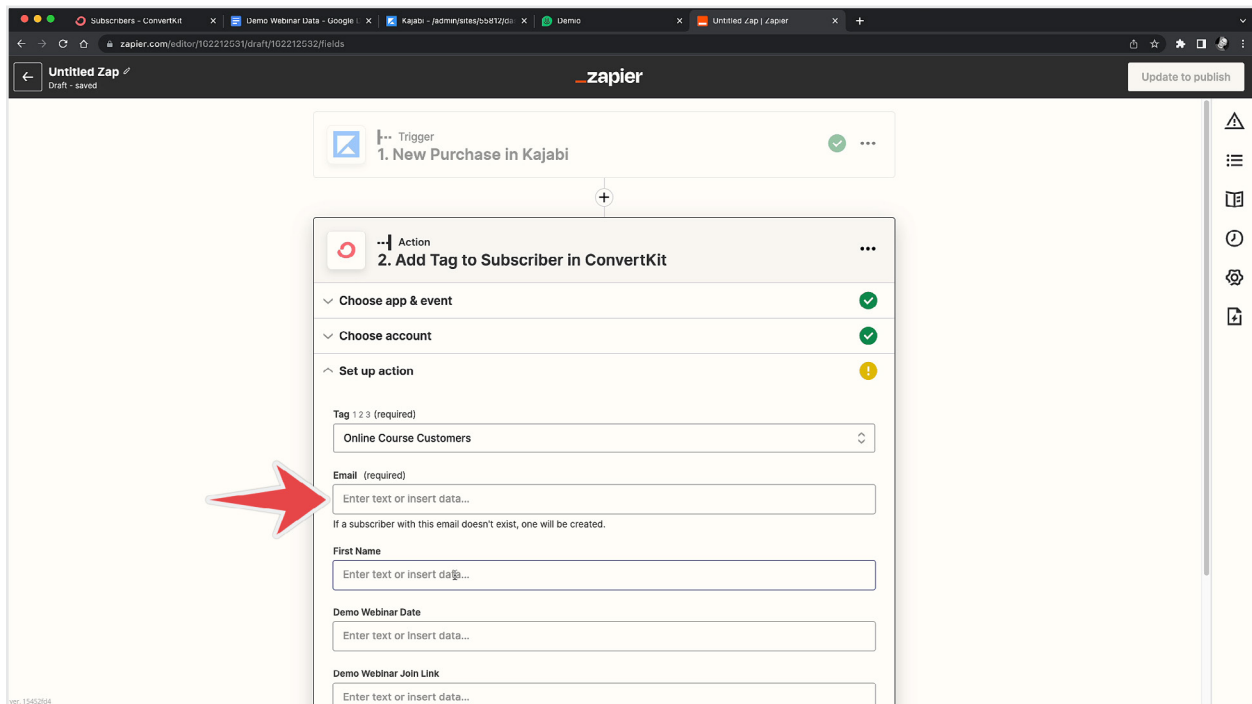 Subscribers - ConvertKit
Demo Webinar Data - Google D
Kajabi - /admin/sites/55812/da
Demio
Untitled Zap | Zapier
zapier.com/editor/102212531/draft/102212532/fields
Untitled Zap
Draft - saved
_zapier
Update to publish
Trigger
1. New Purchase in Kajabi
Action
2. Add Tag to Subscriber in ConvertKit
Choose app & event
Choose account
Set up action
Tag 1 2 3 (required)
Online Course Customers
Email (required)
Enter text or insert data...
If a subscriber with this email doesn't exist, one will be created.
First Name
Enter text or insert data...
Demo Webinar Date
Enter text or insert data...
Demo Webinar Join Link
Enter text or insert data...
ver. 15452fd4